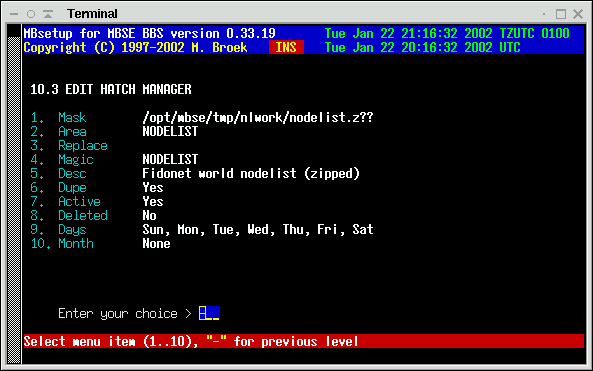 Terminal
MBsetup for MBSE BBS version 0.33.19 Tue Jan 22 21:16:32 2002 TZUTC 0100
Copyright (C) 1997-2002 M. Broek INS Tue Jan 22 20:16:32 2002 UTC
10.3 EDIT HATCH MANAGER
1. Mask /opt/mbse/tmp/nlwork/nodelist.z??
2. Area NODELIST
3. Replace
4. Magic NODELIST
5. Desc Fidonet world nodelist (zipped)
6. Dupe Yes
7. Active Yes
8. Deleted No
9. Days Sun, Mon, Tue, Wed, Thu, Fri, Sat
10. Month None
Enter your choice > -__
Select menu item (1..10), "-" for previous level